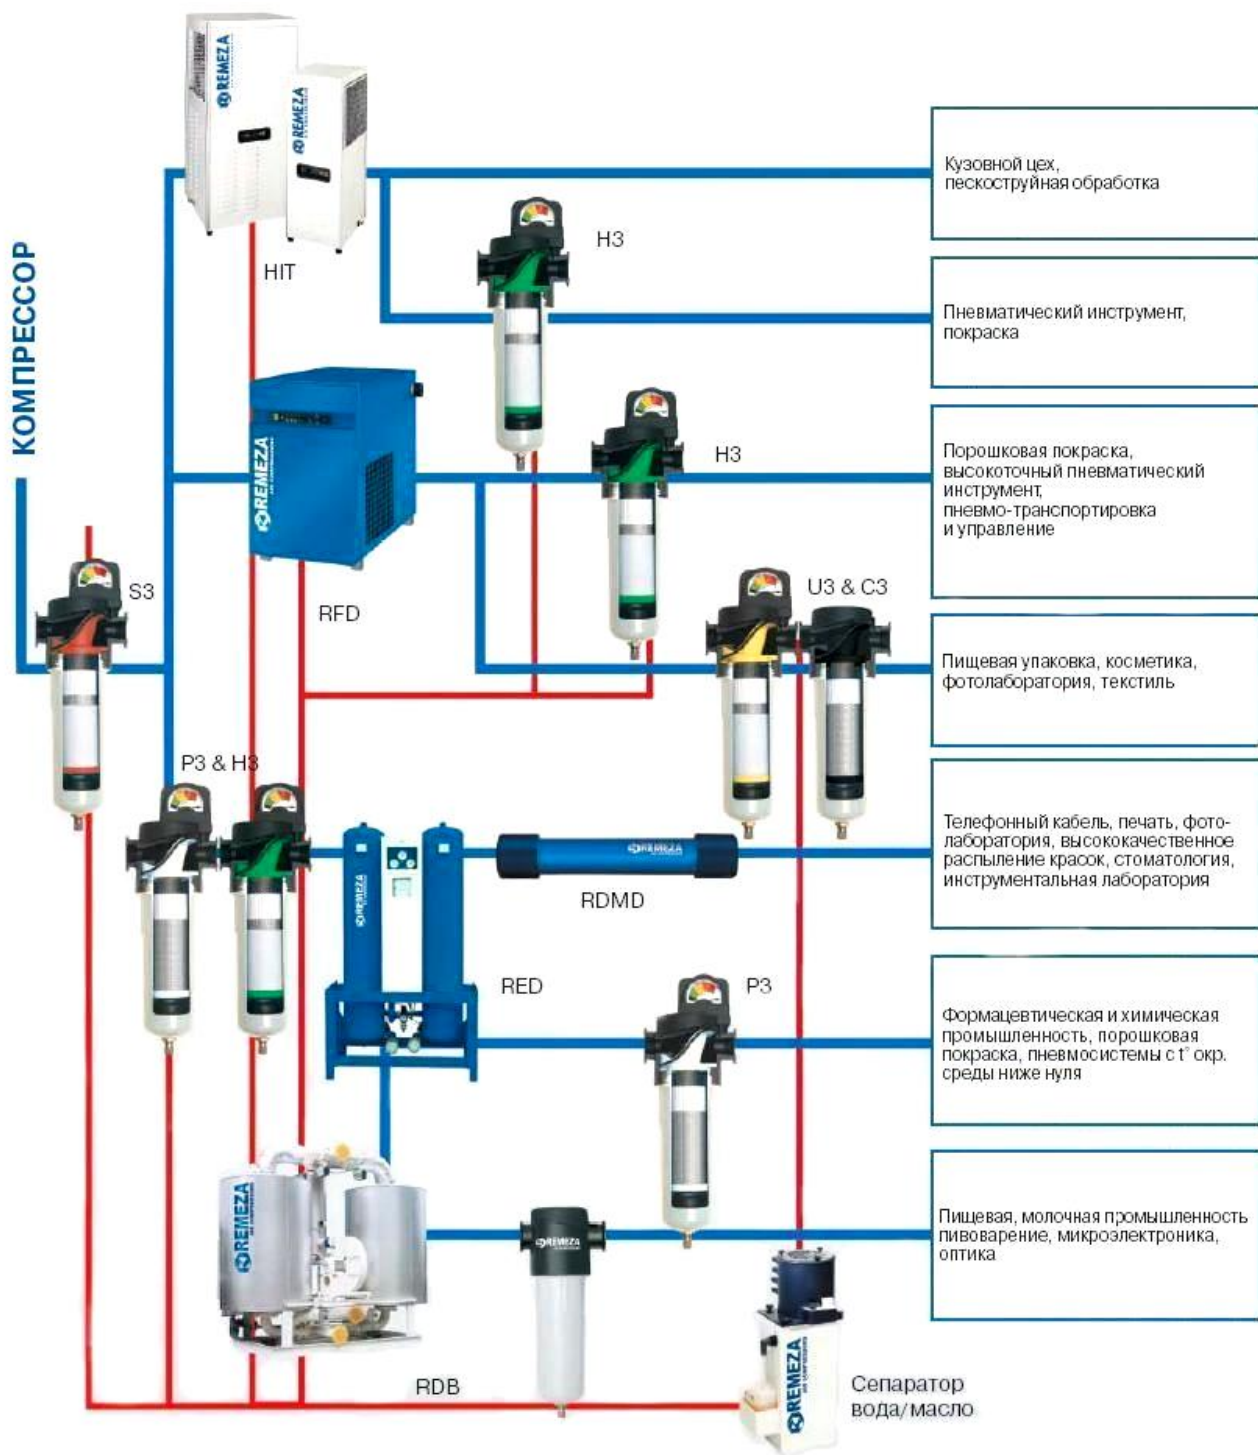 REMEZA
REMEZA
Кузовной цех,
пескоструйная обработка
H3
HIT
КОМПРЕССОР
Пневматический инструмент,
покраска
REMEZA
H3
Порошковая покраска,
высокоточный пневматический
инструмент,
пневмо-транспортировка
и управление
S3
RFD
U3 & C3
Пищевая упаковка, косметика,
фотолаборатория, текстиль
P3 & H3
REMEZA
REMEZA
RDMD
Телефонный кабель, печать, фото-
лаборатория, высококачественное
распыление красок, стоматология,
инструментальная лаборатория
RED
P3
Формацевтическая и химическая
промышленность, порошковая
покраска, пневмосистемы с t° окр.
среды ниже нуля
REMEZA
REMEZA
Пищевая, молочная промышленность
пивоварение, микроэлектроника,
оптика
RDB
REMEZA
Сепаратор
вода/масло